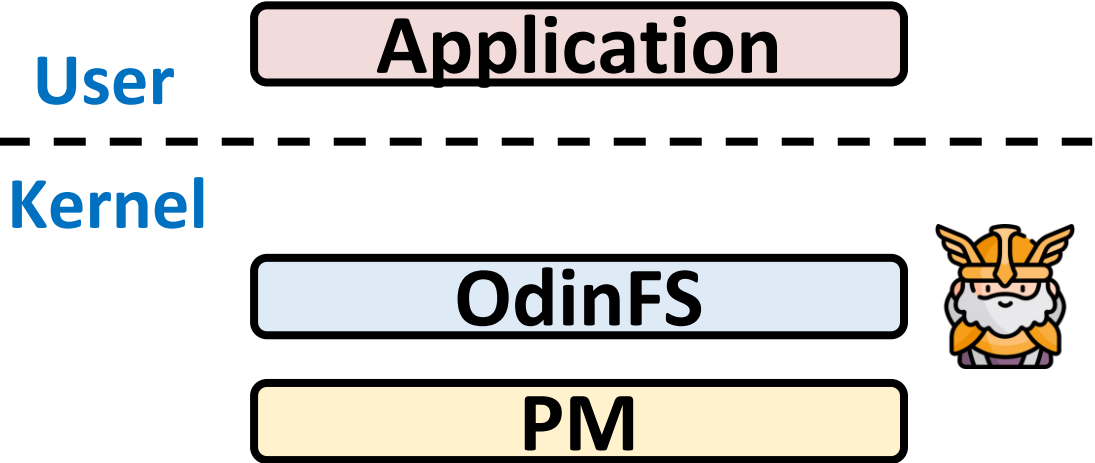 Application
User
Kernel
OdinFS
PM